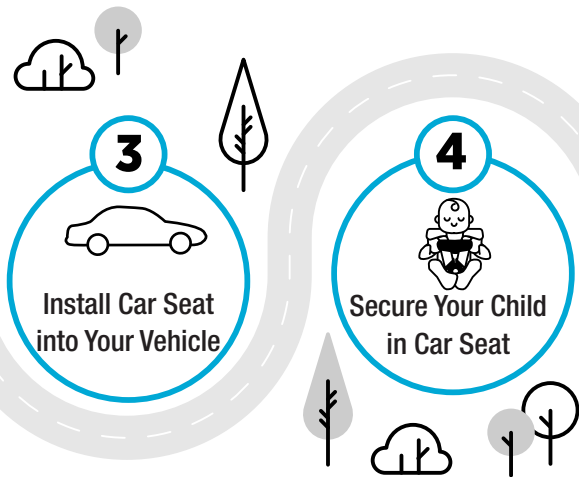 3
Install Car Seat
into Your Vehicle
4
Secure Your Child
in Car Seat